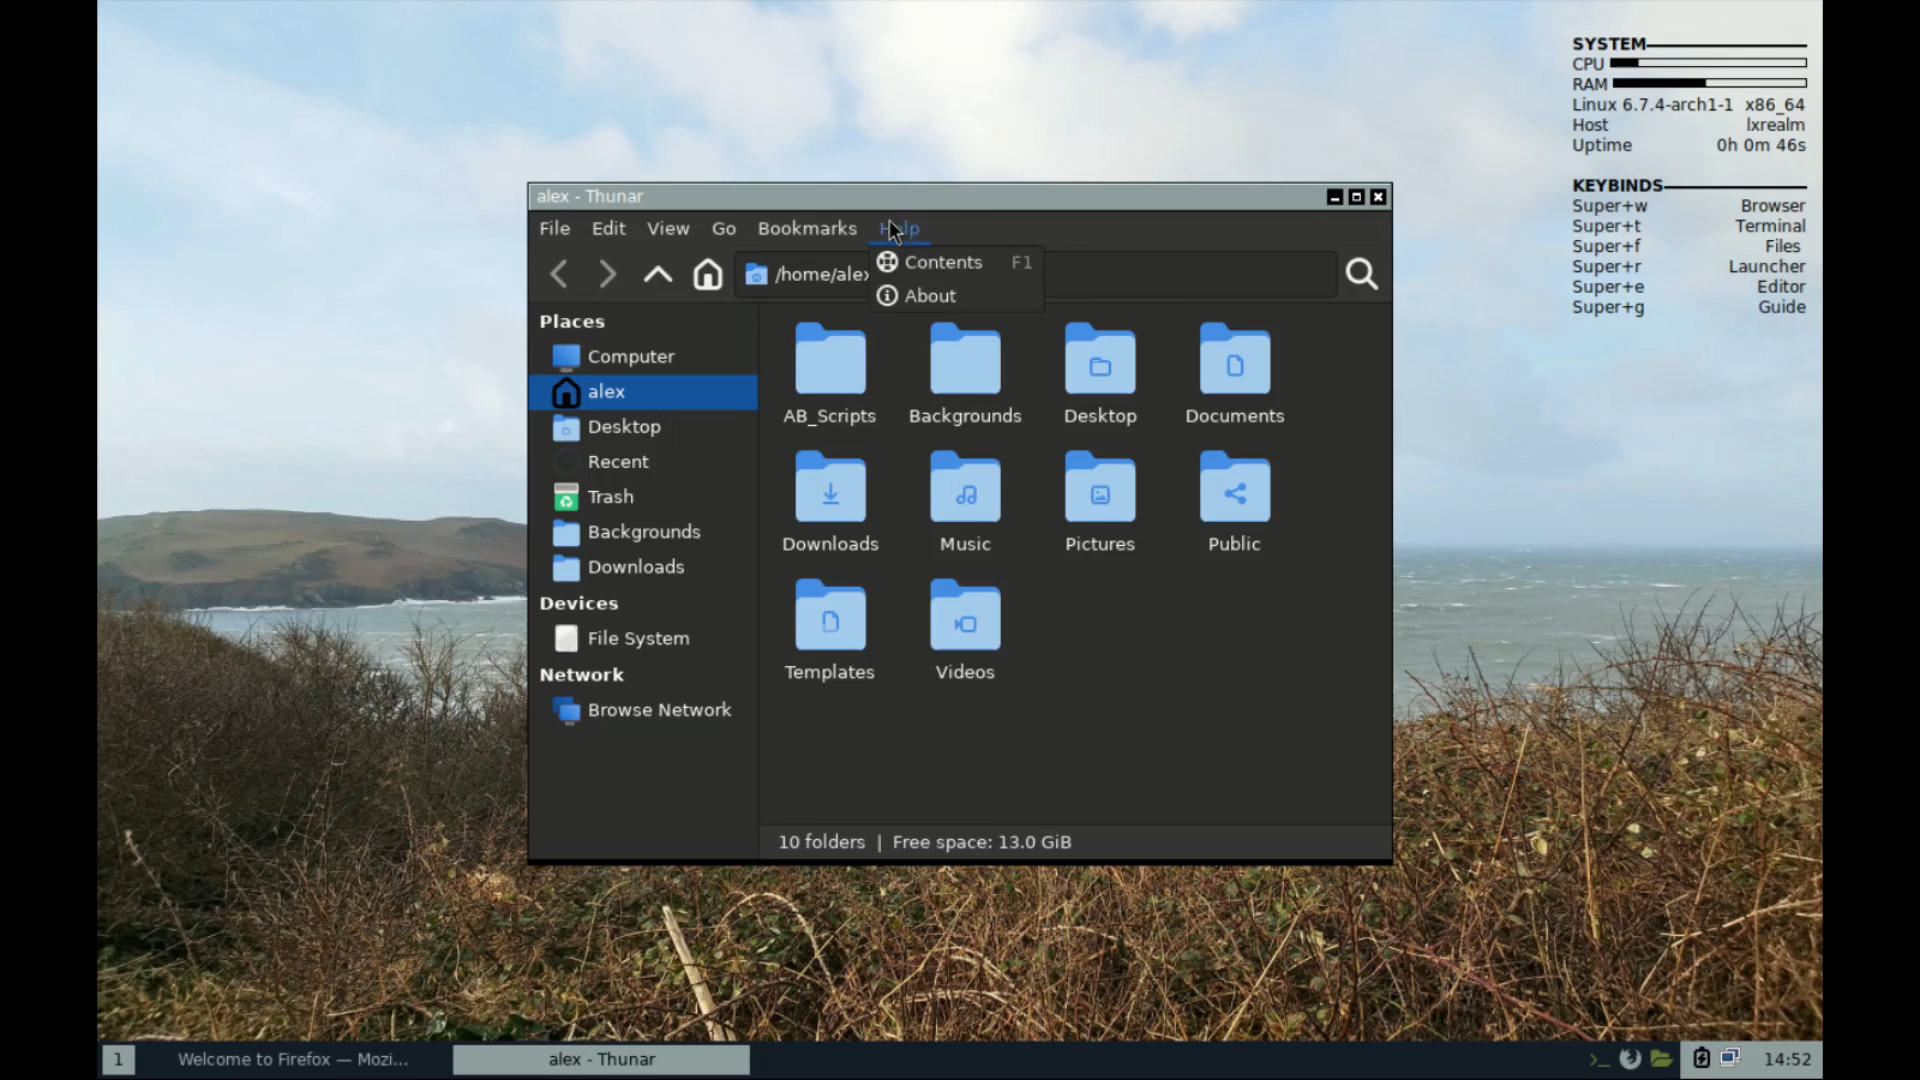 SYSTEM
CPU
RAM
Linux 6.7.4-arch1-1 x86_64
Host lxrealm
Uptime 0h 0m 46s
KEYBINDS
Super+w Browser
Super+t Terminal
Super+f Files
Super+r Launcher
Super+e Editor
Super+g Guide
alex - Thunar
File Edit View Go Bookmarks Help
/home/alex
Contents F1
About
Places
Computer
alex
Desktop
Recent
Trash
Backgrounds
Downloads
Devices
File System
Network
Browse Network
AB_Scripts Backgrounds Desktop Documents
Downloads Music Pictures Public
Templates Videos
10 folders | Free space: 13.0 GiB
1 Welcome to Firefox — Mozi... alex - Thunar 14:52